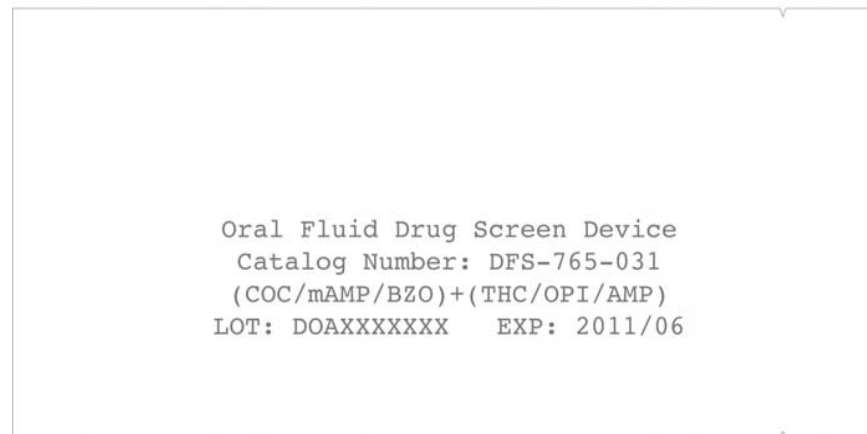 Oral Fluid Drug Screen Device
Catalog Number: DFS-765-031
(COC/mAMP/BZO)+(THC/OPI/AMP)
LOT: DOAXXXXXXX   EXP: 2011/06